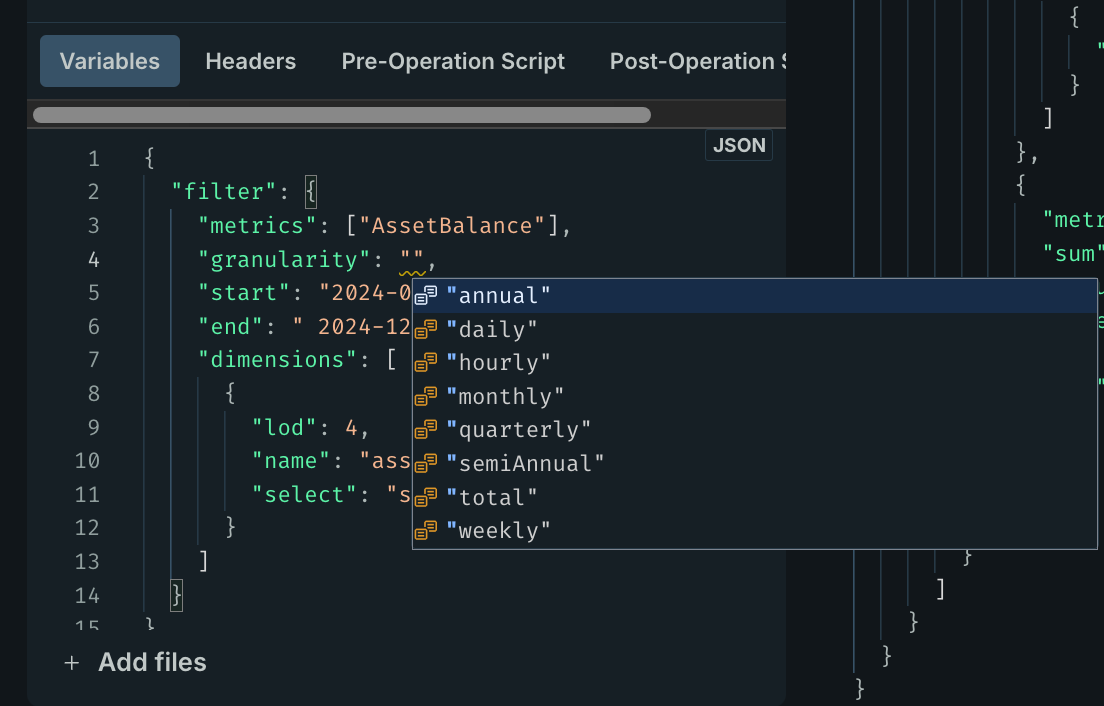 Variables Headers Pre-Operation Script Post-Operation
JSON
1 {
2 "filter": {
3 "metrics": ["AssetBalance"],
4 "granularity": "",
5 "start": "2024-0
6 "end": " 2024-12
7 "dimensions": [
8 {
9 "lod": 4,
10 "name": "ass
11 "select": "s
12 }
13 ]
14 }
15 }
"annual"
"daily"
"hourly"
"monthly"
"quarterly"
"semiAnnual"
"total"
"weekly"
+ Add files
{
"
}
]
},
{
"metr
"sum"
"
}
]
}
}
}